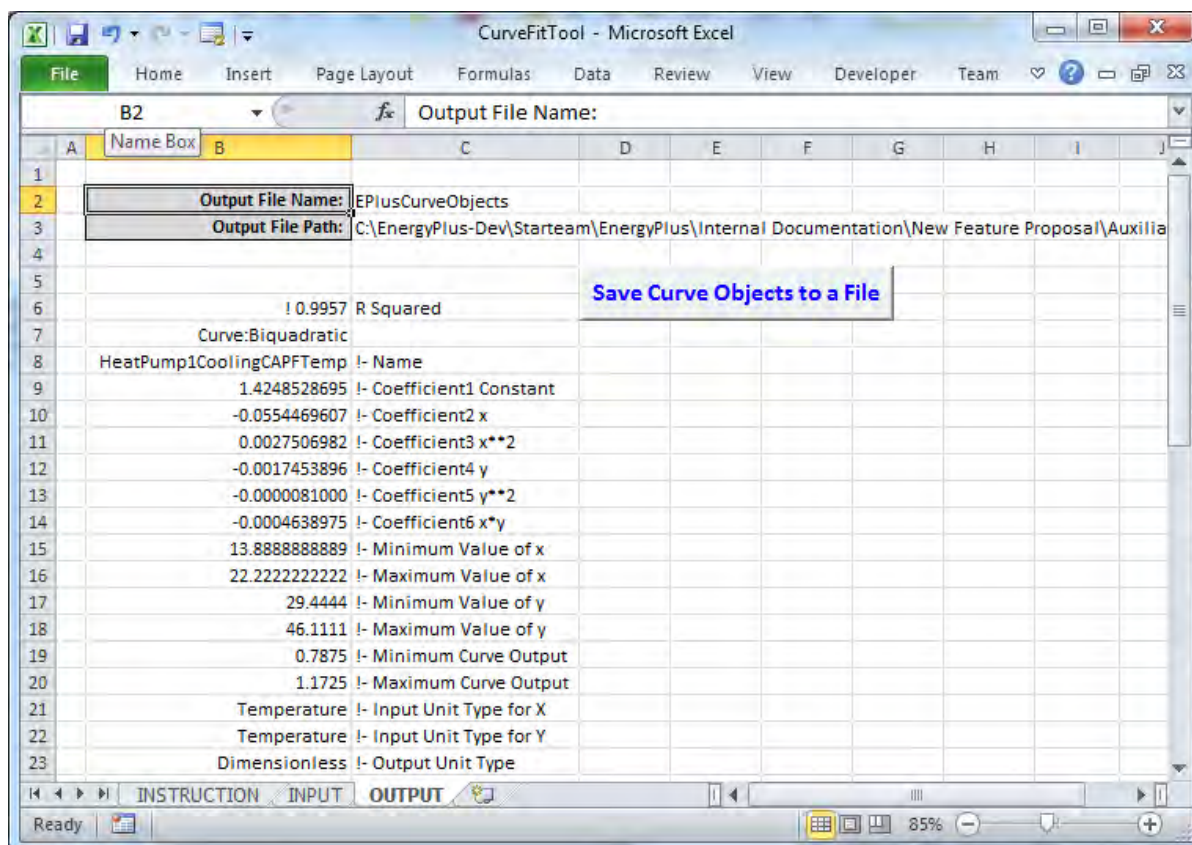 CurveFitTool - Microsoft Excel
File Home Insert Page Layout Formulas Data Review View Developer Team
B2 fx Output File Name:
Name Box
A B C D E F G H I J
1
2 Output File Name: EPlusCurveObjects
3 Output File Path: C:\EnergyPlus-Dev\Starteam\EnergyPlus\Internal Documentation\New Feature Proposal\Auxilia
4
5
Save Curve Objects to a File
6 ! 0.9957 R Squared
7 Curve:Biquadratic
8 HeatPump1CoolingCAPFTemp !- Name
9 1.4248528695 !- Coefficient1 Constant
10 -0.0554469607 !- Coefficient2 x
11 0.0027506982 !- Coefficient3 x**2
12 -0.0017453896 !- Coefficient4 y
13 -0.0000081000 !- Coefficient5 y**2
14 -0.0004638975 !- Coefficient6 x*y
15 13.8888888889 !- Minimum Value of x
16 22.2222222222 !- Maximum Value of x
17 29.4444 !- Minimum Value of y
18 46.1111 !- Maximum Value of y
19 0.7875 !- Minimum Curve Output
20 1.1725 !- Maximum Curve Output
21 Temperature !- Input Unit Type for X
22 Temperature !- Input Unit Type for Y
23 Dimensionless !- Output Unit Type
INSTRUCTION INPUT OUTPUT
Ready 85%